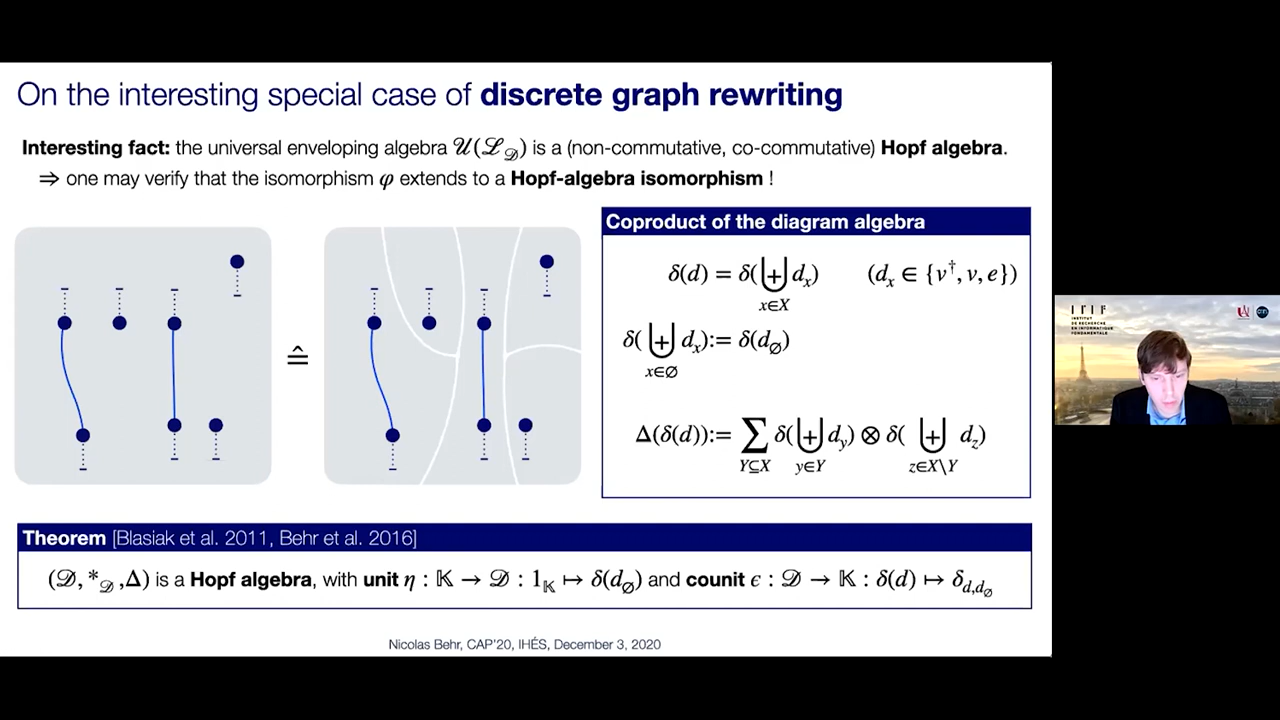 On the interesting special case of discrete graph rewriting
Interesting fact: the universal enveloping algebra 𝒰(ℒ_𝒟) is a (non-commutative, co-commutative) Hopf algebra.
⇒ one may verify that the isomorphism φ extends to a Hopf-algebra isomorphism !
≙
Coproduct of the diagram algebra
δ(d) = δ(⨄_{x∈X} d_x) (d_x ∈ {v†, v, e})
δ(⨄_{x∈∅} d_x) := δ(d_∅)
Δ(δ(d)) := ∑_{Y⊆X} δ(⨄_{y∈Y} d_y) ⊗ δ(⨄_{z∈X\Y} d_z)
Theorem [Blasiak et al. 2011, Behr et al. 2016]
(𝒟, *_𝒟, Δ) is a Hopf algebra, with unit η : 𝕂 → 𝒟 : 1_𝕂 ↦ δ(d_∅) and counit ϵ : 𝒟 → 𝕂 : δ(d) ↦ δ_{d,d_∅}
Nicolas Behr, CAP'20, IHÉS, December 3, 2020
IRIF
INSTITUT
DE RECHERCHE
EN INFORMATIQUE
FONDAMENTALE